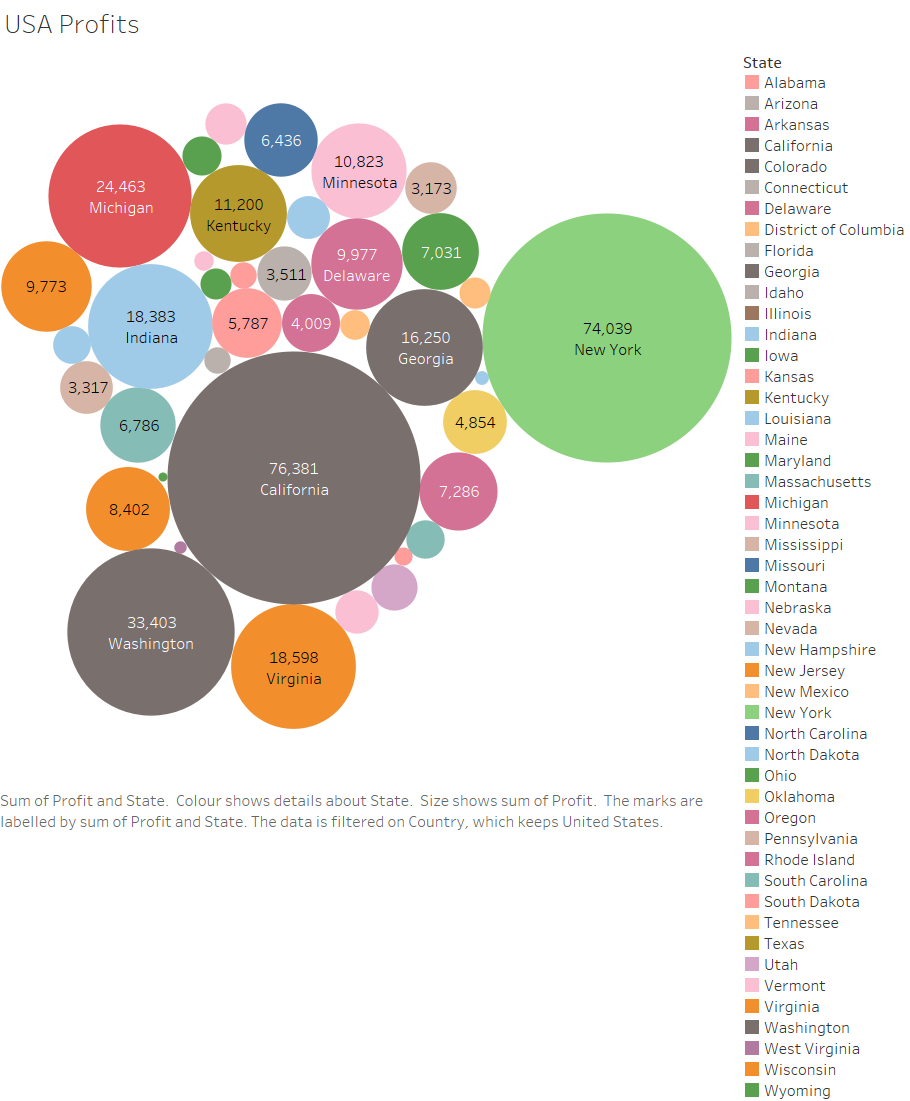 USA Profits
State
Alabama
Arizona
Arkansas
California
Colorado
Connecticut
Delaware
District of Columbia
Florida
Georgia
Idaho
Illinois
Indiana
Iowa
Kansas
Kentucky
Louisiana
Maine
Maryland
Massachusetts
Michigan
Minnesota
Mississippi
Missouri
Montana
Nebraska
Nevada
New Hampshire
New Jersey
New Mexico
New York
North Carolina
North Dakota
Ohio
Oklahoma
Oregon
Pennsylvania
Rhode Island
South Carolina
South Dakota
Tennessee
Texas
Utah
Vermont
Virginia
Washington
West Virginia
Wisconsin
Wyoming
6,436
10,823
Minnesota
24,463
Michigan
3,173
11,200
Kentucky
9,977
Delaware
7,031
3,511
9,773
18,383
Indiana
5,787
4,009
16,250
Georgia
74,039
New York
3,317
6,786
4,854
76,381
California
7,286
8,402
33,403
Washington
18,598
Virginia
Sum of Profit and State.  Colour shows details about State.  Size shows sum of Profit.  The marks are
labelled by sum of Profit and State. The data is filtered on Country, which keeps United States.